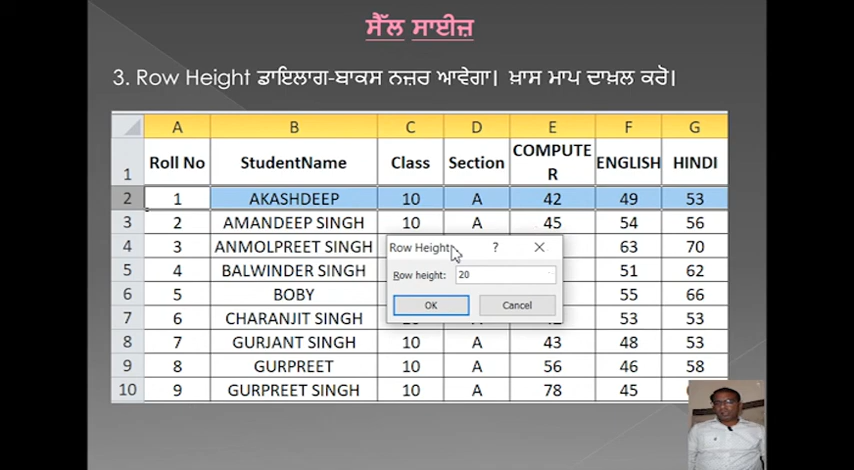 ਸੈੱਲ ਸਾਈਜ਼
3. Row Height ਡਾਇਲਾਗ-ਬਾਕਸ ਨਜ਼ਰ ਆਵੇਗਾ। ਖ਼ਾਸ ਮਾਪ ਦਾਖ਼ਲ ਕਰੋ।
A B C D E F G
1 Roll No StudentName Class Section COMPUTE ENGLISH HINDI
R
2 1 AKASHDEEP 10 A 42 49 53
3 2 AMANDEEP SINGH 10 A 45 54 56
4 3 ANMOLPREET SINGH 63 70
Row Height ? ×
5 4 BALWINDER SINGH 51 62
Row height: 20
6 5 BOBY 55 66
OK Cancel
7 6 CHARANJIT SINGH 53 53
8 7 GURJANT SINGH 10 A 43 48 53
9 8 GURPREET 10 A 56 46 58
10 9 GURPREET SINGH 10 A 78 45